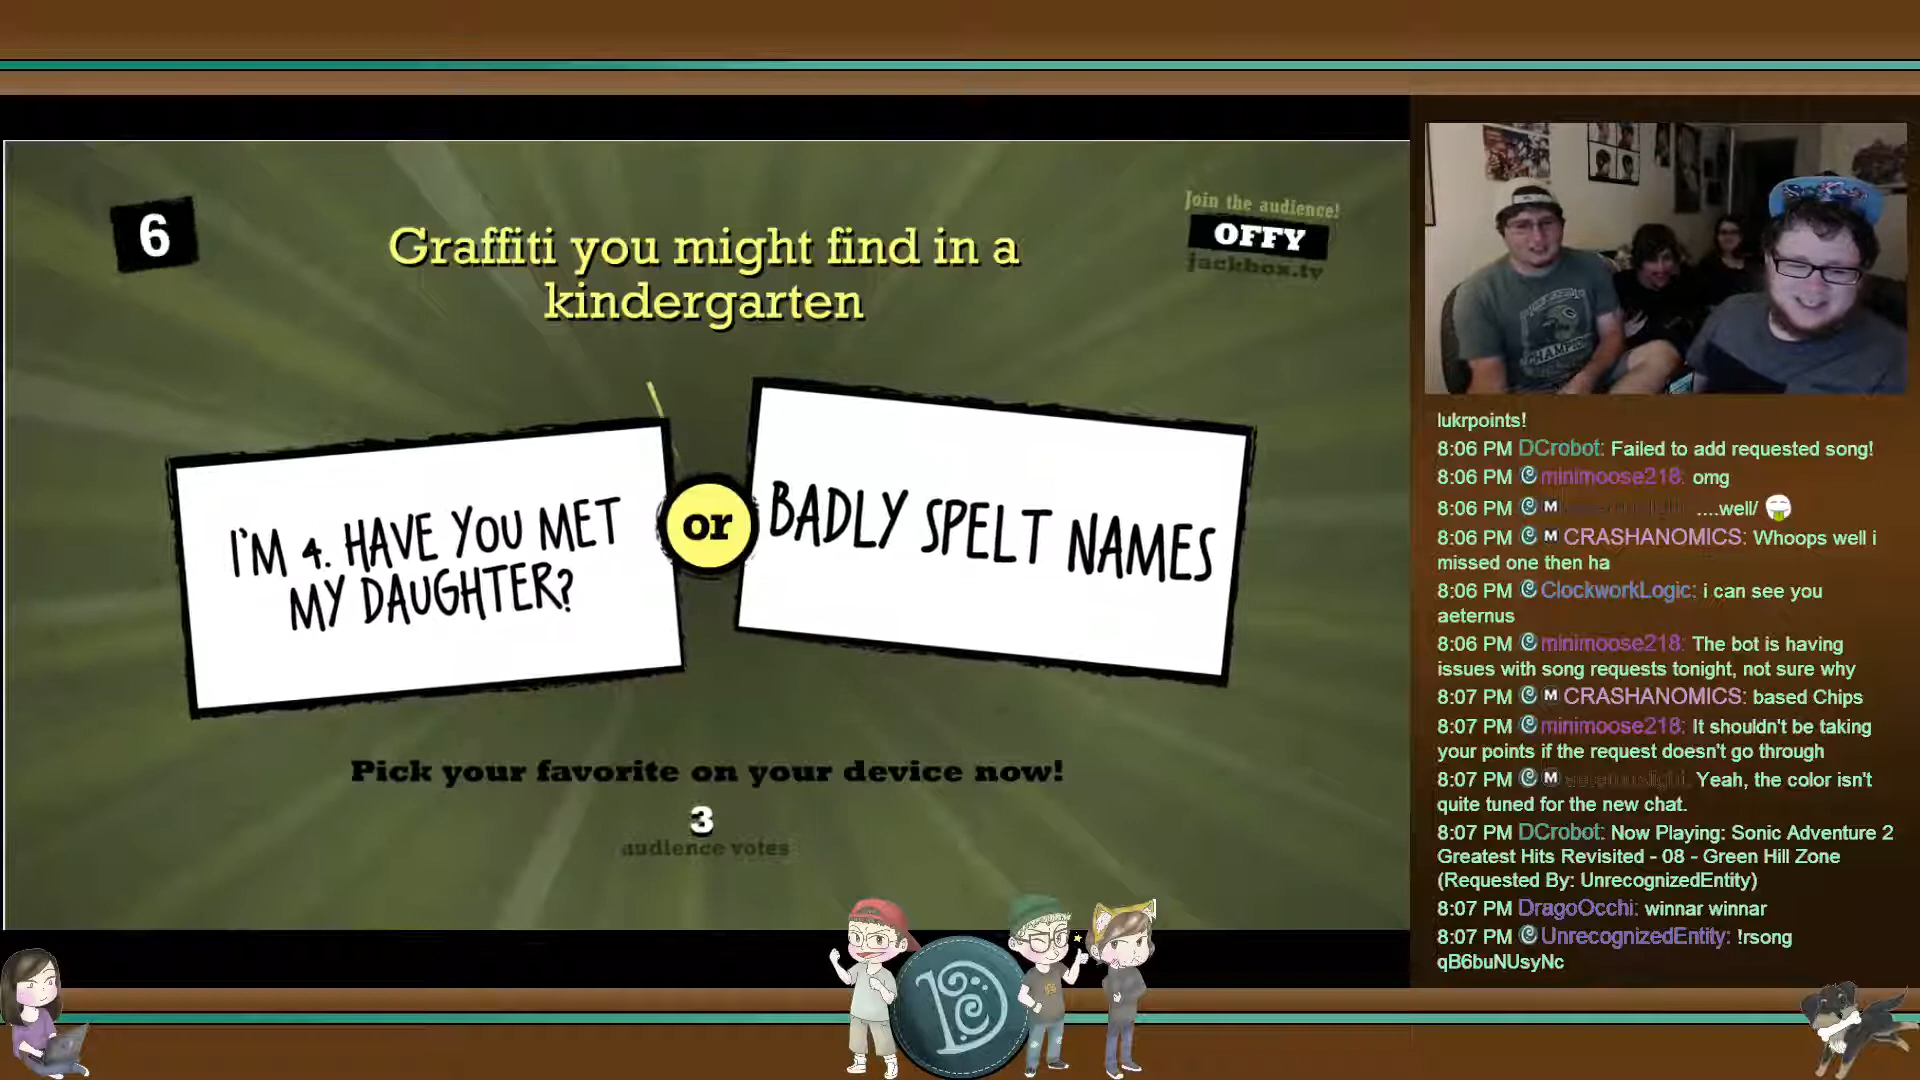 6
Graffiti you might find in a
kindergarten
Join the audience!
OFFY
jackbox.tv
I'M 4. HAVE YOU MET
MY DAUGHTER?
or
BADLY SPELT NAMES
Pick your favorite on your device now!
3
audience votes
CHAMPIONS
lukrpoints!
8:06 PM DCrobot: Failed to add requested song!
8:06 PM minimoose218: omg
8:06 PM M ....well/
8:06 PM M CRASHANOMICS: Whoops well i
missed one then ha
8:06 PM ClockworkLogic: i can see you
aeternus
8:06 PM minimoose218: The bot is having
issues with song requests tonight, not sure why
8:07 PM M CRASHANOMICS: based Chips
8:07 PM minimoose218: It shouldn't be taking
your points if the request doesn't go through
8:07 PM M Yeah, the color isn't
quite tuned for the new chat.
8:07 PM DCrobot: Now Playing: Sonic Adventure 2
Greatest Hits Revisited - 08 - Green Hill Zone
(Requested By: UnrecognizedEntity)
8:07 PM DragoOcchi: winnar winnar
8:07 PM UnrecognizedEntity: !rsong
qB6buNUsyNc